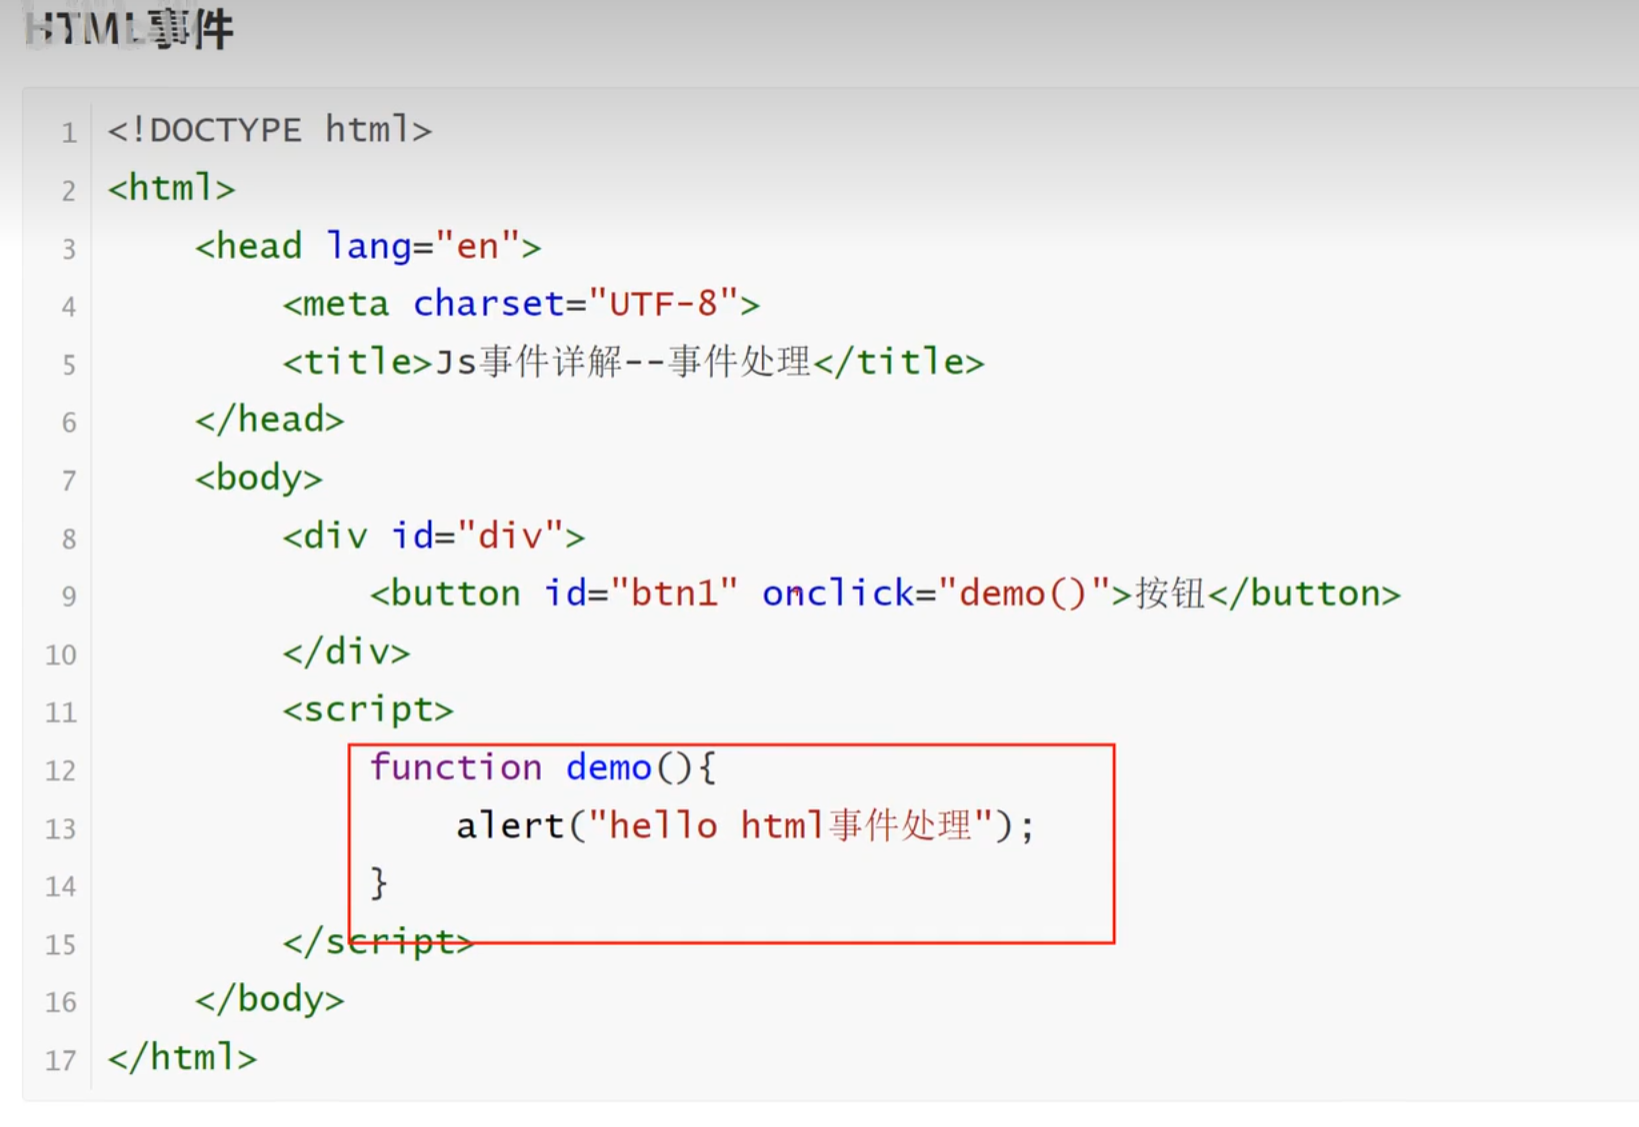 HTML事件
1 <!DOCTYPE html>
2 <html>
3 <head lang="en">
4 <meta charset="UTF-8">
5 <title>Js事件详解--事件处理</title>
6 </head>
7 <body>
8 <div id="div">
9 <button id="btn1" onclick="demo()">按钮</button>
10 </div>
11 <script>
12 function demo(){
13 alert("hello html事件处理");
14 }
15 </script>
16 </body>
17 </html>